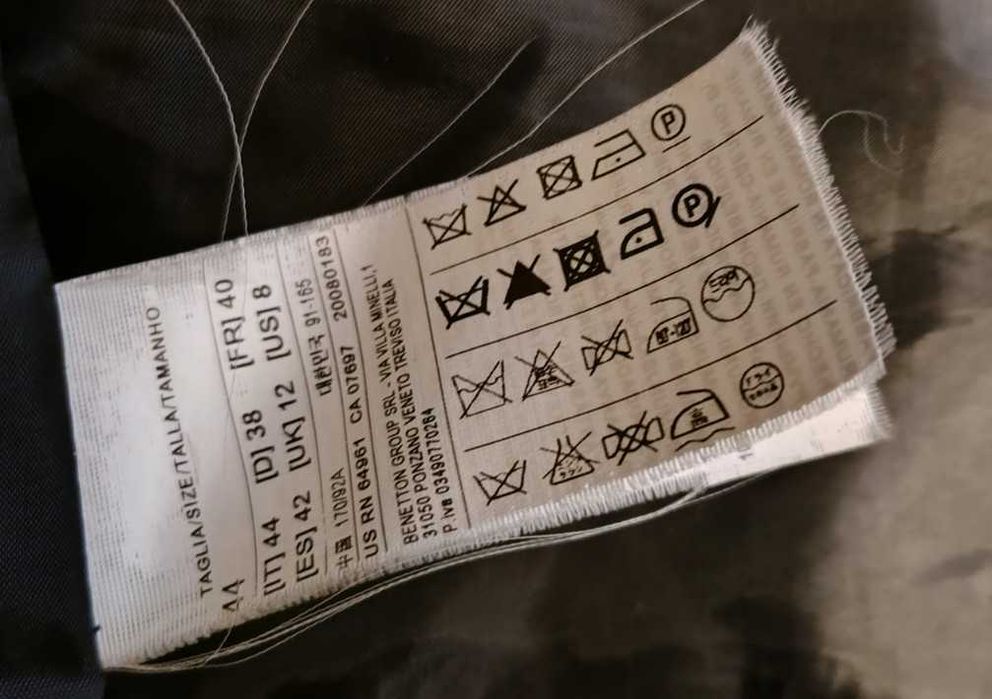 TAGLIA/SIZE/TALLA/TAMANHO
44
[IT] 44 [D] 38 [FR] 40
[ES] 42 [UK] 12 [US] 8
中國 170/92A 대한민국 91-165
US RN 64961 CA 07697 20080183
BENETTON GROUP SRL - VIA VILLA MINELLI,1
31050 PONZANO VENETO TREVISO ITALIA
P iva 03490770264
P
P